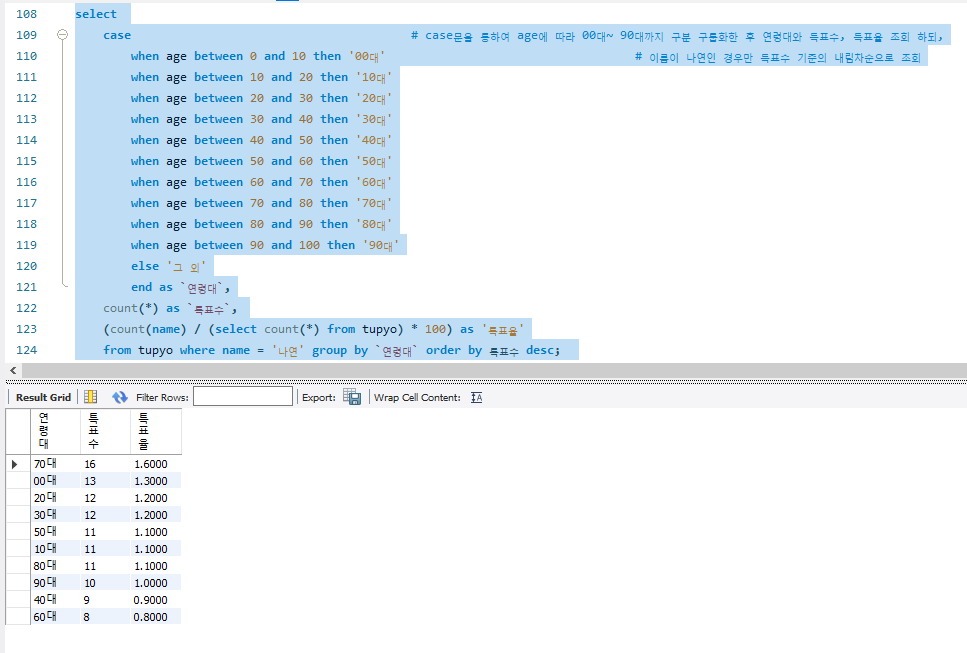 108 select
109 case # case문을 통하여 age에 따라 00대~ 90대까지 구분 구룹화한 후 연령대와 득표수, 득표율 조회 하되,
110 when age between 0 and 10 then '00대' # 이름이 나연인 경우만 득표수 기준의 내림차순으로 조회
111 when age between 10 and 20 then '10대'
112 when age between 20 and 30 then '20대'
113 when age between 30 and 40 then '30대'
114 when age between 40 and 50 then '40대'
115 when age between 50 and 60 then '50대'
116 when age between 60 and 70 then '60대'
117 when age between 70 and 80 then '70대'
118 when age between 80 and 90 then '80대'
119 when age between 90 and 100 then '90대'
120 else '그 외'
121 end as `연령대`,
122 count(*) as `득표수`,
123 (count(name) / (select count(*) from tupyo) * 100) as '득표율'
124 from tupyo where name = '나연' group by `연령대` order by 득표수 desc;
Result Grid Filter Rows: Export: Wrap Cell Content: IA
연령대 득표수 득표율
70대 16 1.6000
00대 13 1.3000
20대 12 1.2000
30대 12 1.2000
50대 11 1.1000
10대 11 1.1000
80대 11 1.1000
90대 10 1.0000
40대 9 0.9000
60대 8 0.8000